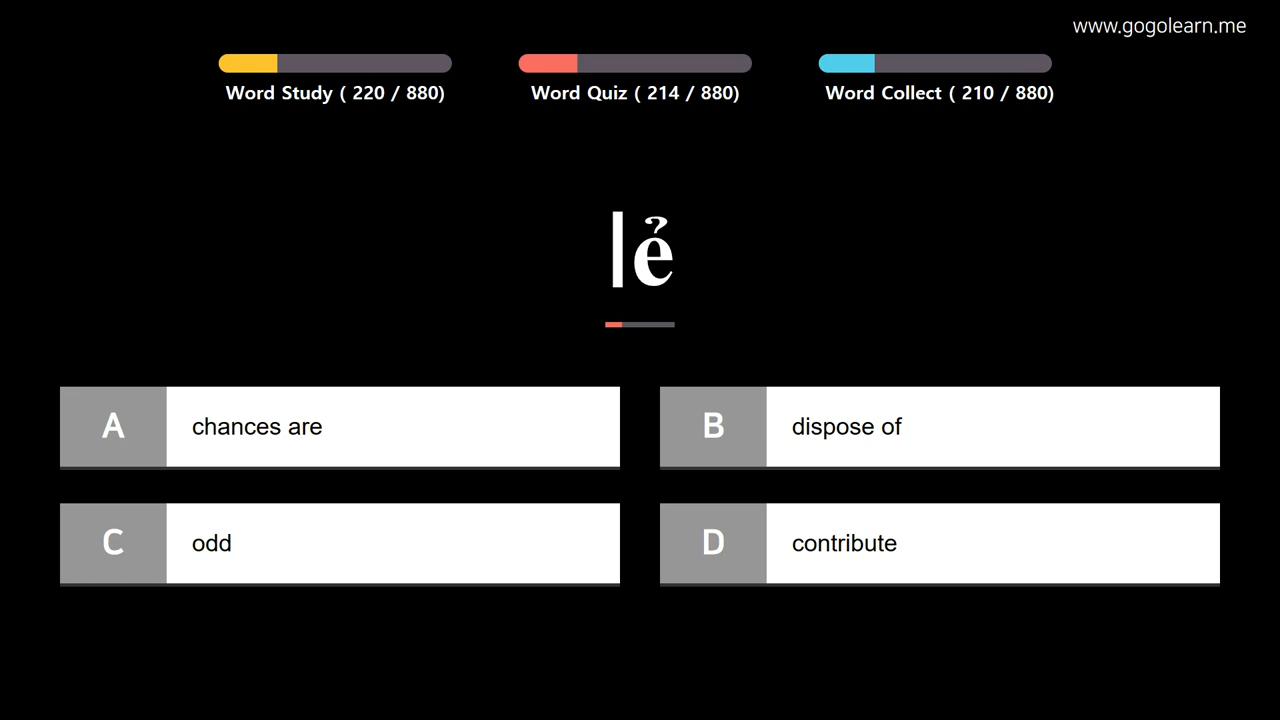 www.gogolearn.me
Word Study ( 220 / 880)
Word Quiz ( 214 / 880)
Word Collect ( 210 / 880)
lẻ
A chances are
B dispose of
C odd
D contribute